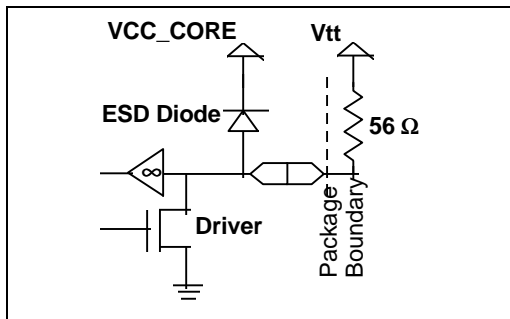 VCC_CORE
Vtt
ESD Diode
56 Ω
∞
Driver
Package
Boundary